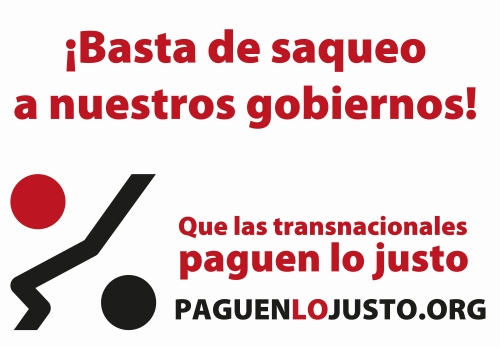 ¡Basta de saqueo
a nuestros gobiernos!
Que las transnacionales
paguen lo justo
PAGUENLOJUSTO.ORG